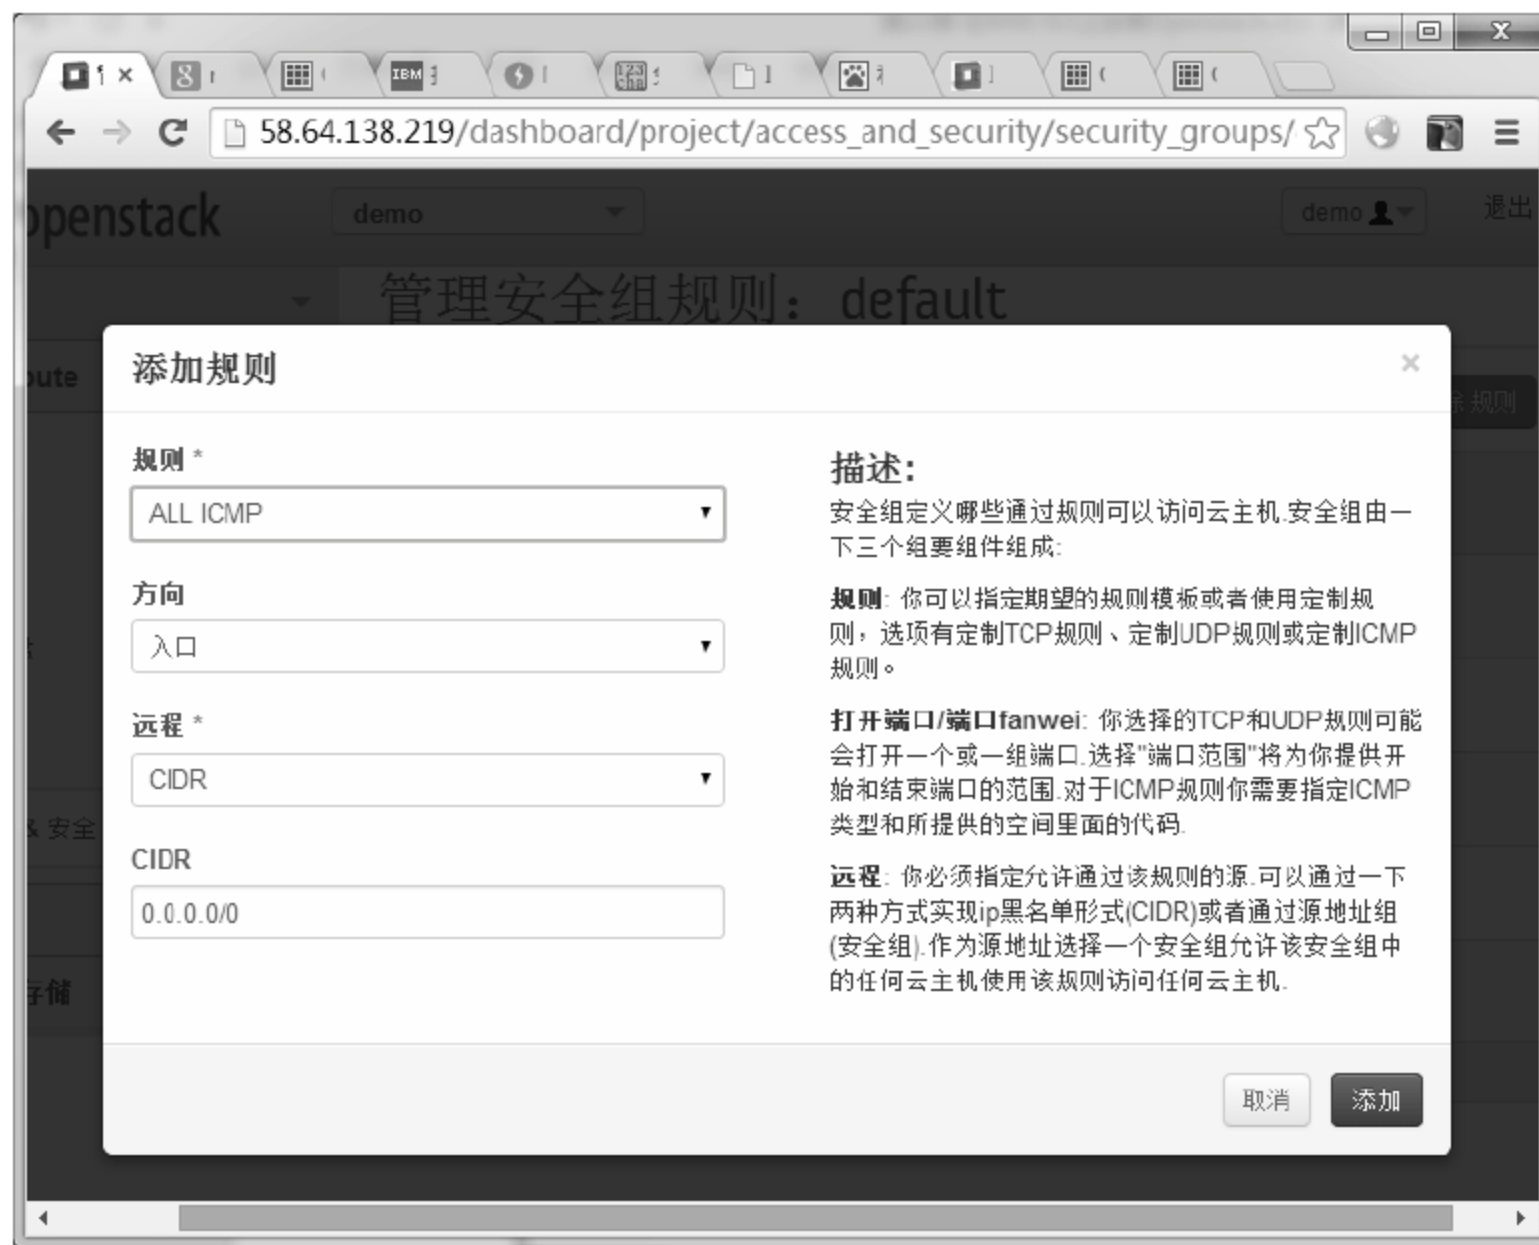 IBM
58.64.138.219/dashboard/project/access_and_security/security_groups/
openstack
demo
demo
退出
管理安全组规则： default
规则
添加规则
×
规则 *
ALL ICMP
方向
入口
远程 *
CIDR
CIDR
0.0.0.0/0
描述:
安全组定义哪些通过规则可以访问云主机.安全组由一
下三个组要组件组成:
规则: 你可以指定期望的规则模板或者使用定制规
则，选项有定制TCP规则、定制UDP规则或定制ICMP
规则。
打开端口/端口fanwei: 你选择的TCP和UDP规则可能
会打开一个或一组端口.选择"端口范围"将为你提供开
始和结束端口的范围.对于ICMP规则你需要指定ICMP
类型和所提供的空间里面的代码.
远程: 你必须指定允许通过该规则的源.可以通过一下
两种方式实现ip黑名单形式(CIDR)或者通过源地址组
(安全组).作为源地址选择一个安全组允许该安全组中
的任何云主机使用该规则访问任何云主机.
& 安全
存储
取消
添加